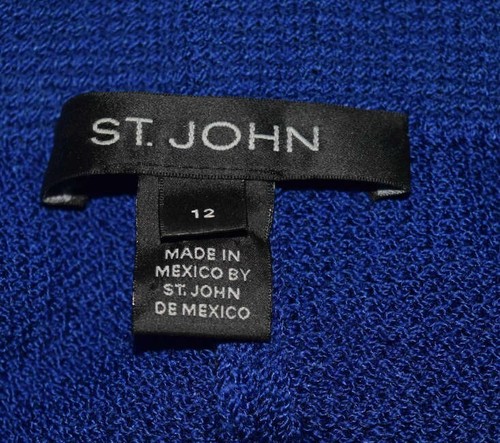 ST. JOHN
12
MADE IN
MEXICO BY
ST. JOHN
DE MEXICO